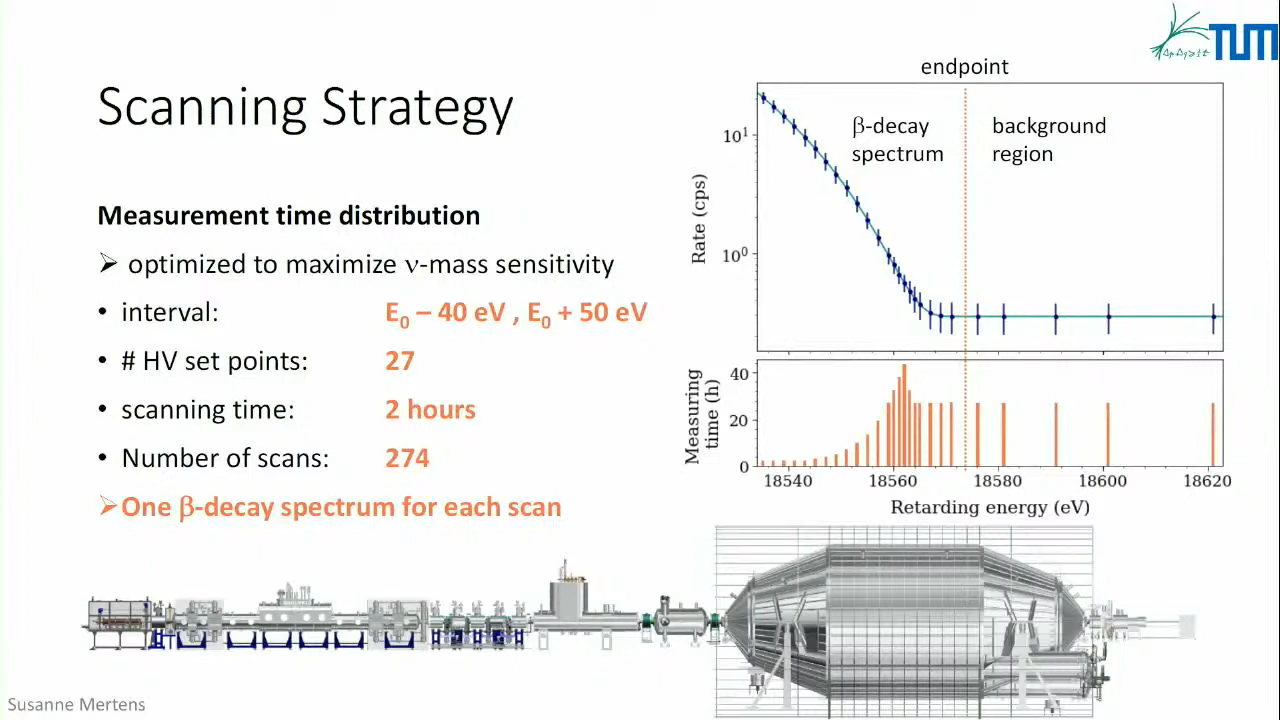 TUM
Scanning Strategy
Measurement time distribution
➢ optimized to maximize ν-mass sensitivity
• interval: E₀ – 40 eV , E₀ + 50 eV
• # HV set points: 27
• scanning time: 2 hours
• Number of scans: 274
➢One β-decay spectrum for each scan
endpoint
β-decay
spectrum
background
region
Rate (cps)
10¹
10⁰
Measuring
time (h)
40
20
0
18540 18560 18580 18600 18620
Retarding energy (eV)
Susanne Mertens